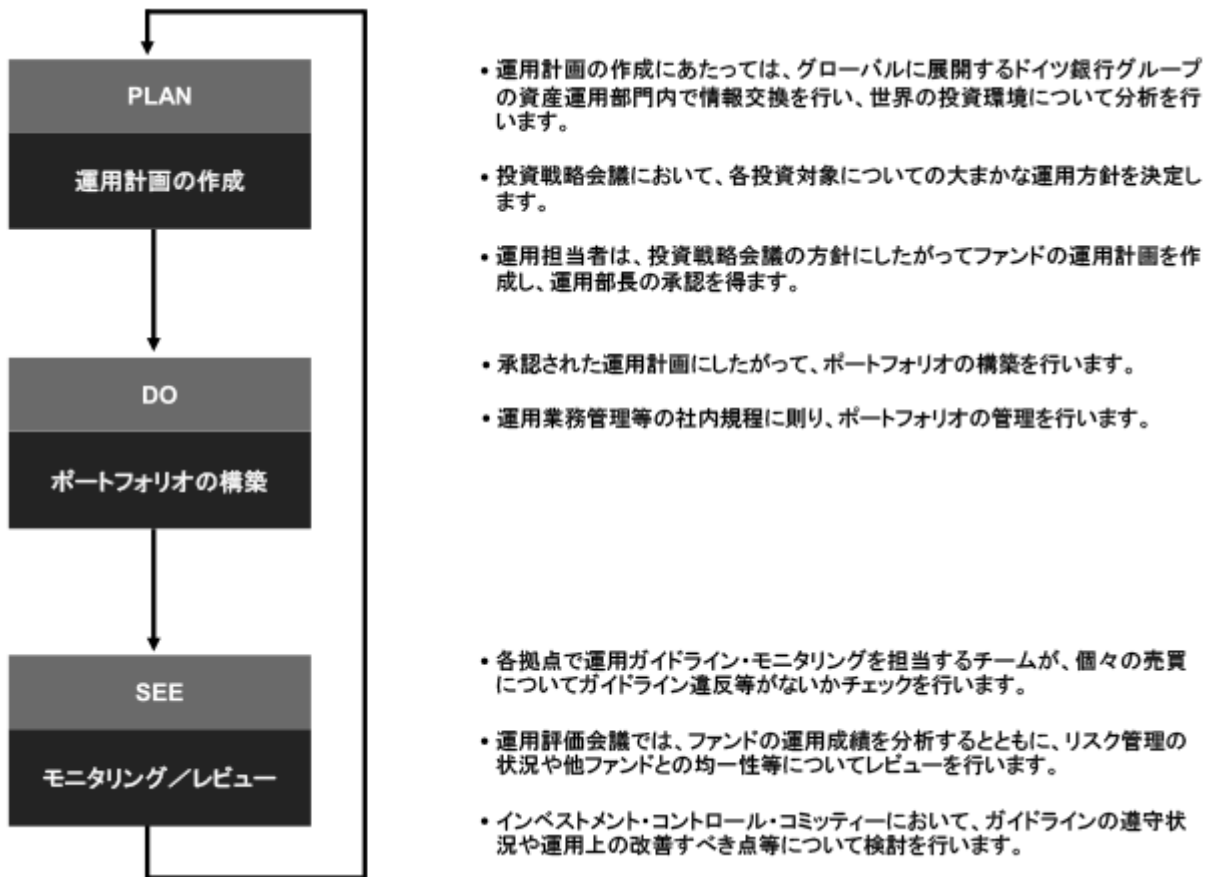 PLAN
運用計画の作成
• 運用計画の作成にあたっては、グローバルに展開するドイツ銀行グループ
の資産運用部門内で情報交換を行い、世界の投資環境について分析を行
います。
• 投資戦略会議において、各投資対象についての大まかな運用方針を決定し
ます。
• 運用担当者は、投資戦略会議の方針にしたがってファンドの運用計画を作
成し、運用部長の承認を得ます。
DO
ポートフォリオの構築
• 承認された運用計画にしたがって、ポートフォリオの構築を行います。
• 運用業務管理等の社内規程に則り、ポートフォリオの管理を行います。
SEE
モニタリング／レビュー
• 各拠点で運用ガイドライン・モニタリングを担当するチームが、個々の売買
についてガイドライン違反等がないかチェックを行います。
• 運用評価会議では、ファンドの運用成績を分析するとともに、リスク管理の
状況や他ファンドとの均一性等についてレビューを行います。
• インベストメント・コントロール・コミッティーにおいて、ガイドラインの遵守状
況や運用上の改善すべき点等について検討を行います。